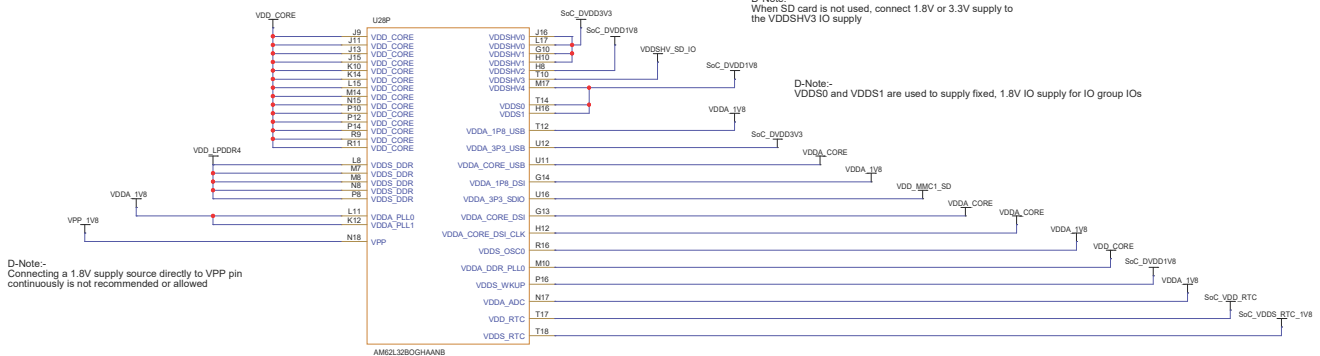 When SD card is not used, connect 1.8V or 3.3V supply to
the VDDSHV3 IO supply
VDD_CORE
U28P
SoC_DVDD3V3
SoC_DVDD1V8
VDDSHV_SD_IO
SoC_DVDD1V8
J9 VDD_CORE
J11 VDD_CORE
J13 VDD_CORE
J15 VDD_CORE
K10 VDD_CORE
K14 VDD_CORE
L15 VDD_CORE
M14 VDD_CORE
N15 VDD_CORE
P10 VDD_CORE
P12 VDD_CORE
P14 VDD_CORE
R9 VDD_CORE
R11 VDD_CORE
VDD_LPDDR4
L8 VDDS_DDR
M7 VDDS_DDR
M8 VDDS_DDR
N8 VDDS_DDR
P8 VDDS_DDR
VDDA_1V8
L11 VDDA_PLL0
K12 VDDA_PLL1
VPP_1V8
N18 VPP
D-Note:-
Connecting a 1.8V supply source directly to VPP pin
continuously is not recommended or allowed
VDDSHV0 J16
VDDSHV0 L17
VDDSHV1 G10
VDDSHV1 H10
VDDSHV2 H8
VDDSHV3 T10
VDDSHV4 M17
VDDS0 T14
VDDS1 H16
VDDA_1P8_USB T12
VDDA_3P3_USB U12
VDDA_CORE_USB U11
VDDA_1P8_DSI G14
VDDA_3P3_SDIO U16
VDDA_CORE_DSI G13
VDDA_CORE_DSI_CLK H12
VDDS_OSC0 R16
VDDA_DDR_PLL0 M10
VDDS_WKUP P16
VDDA_ADC N17
VDD_RTC T17
VDDS_RTC T18
AM62L32BOGHAANB
D-Note:-
VDDS0 and VDDS1 are used to supply fixed, 1.8V IO supply for IO group IOs
VDDA_1V8
SoC_DVDD3V3
VDDA_CORE
VDDA_1V8
VDD_MMC1_SD
VDDA_CORE
VDDA_CORE
VDDA_1V8
VDD_CORE
SoC_DVDD1V8
VDDA_1V8
SoC_VDD_RTC
SoC_VDDS_RTC_1V8